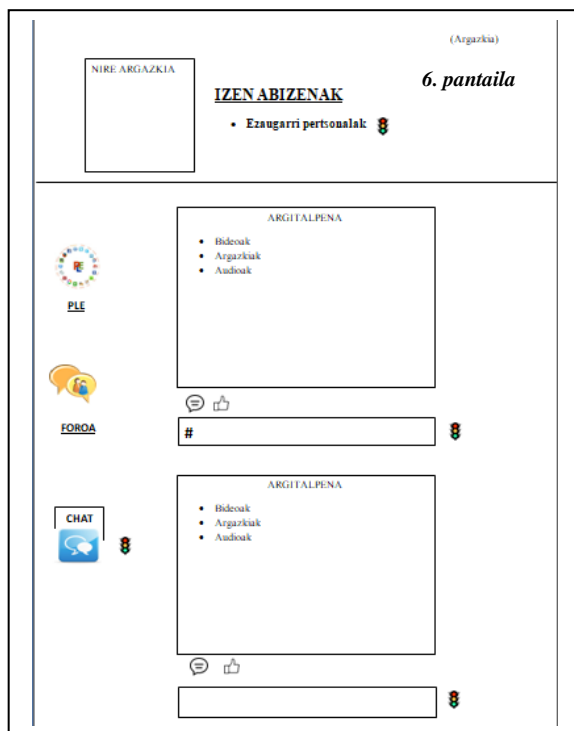 (Argazkia)
NIRE ARGAZKIA
6. pantaila
IZEN ABIZENAK
• Ezaugarri pertsonalak
ARGITALPENA
• Bideoak
• Argazkiak
• Audioak
PLE
FOROA
#
ARGITALPENA
• Bideoak
• Argazkiak
• Audioak
CHAT